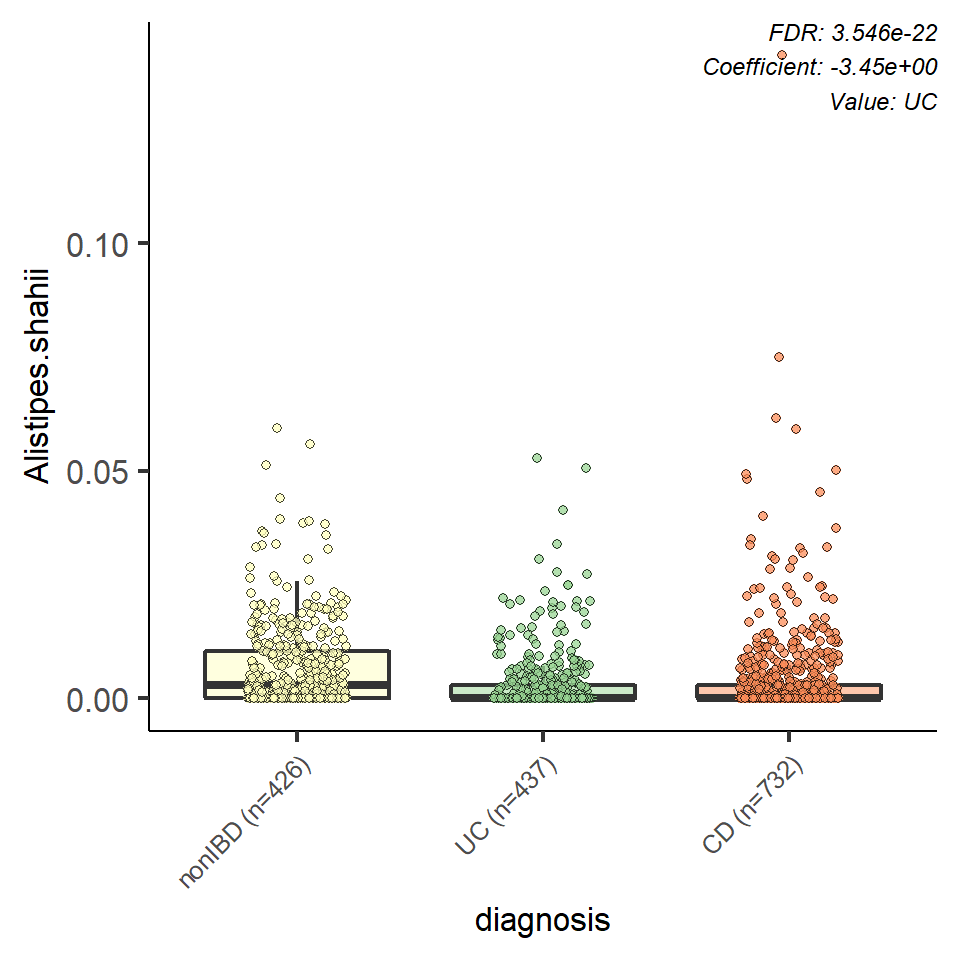 FDR: 3.546e-22
Coefficient: -3.45e+00
Value: UC
Alistipes.shahii
0.10
0.05
0.00
nonIBD (n=426)
UC (n=437)
CD (n=732)
diagnosis